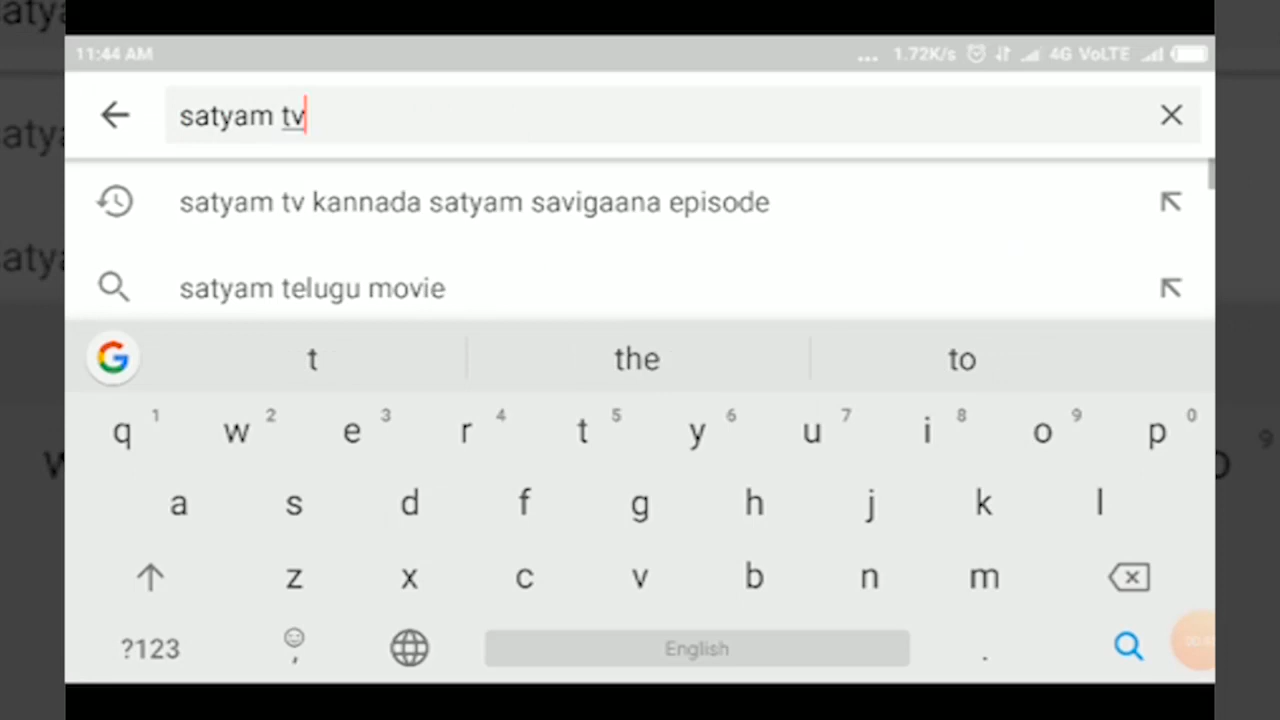 11:44 AM ... 1.72K/s 4G VoLTE
satyam tv
satyam tv kannada satyam savigaana episode
satyam telugu movie
G t the to
q 1 w 2 e 3 r 4 t 5 y 6 u 7 i 8 o 9 p 0
a s d f g h j k l
z x c v b n m
?123 , English .